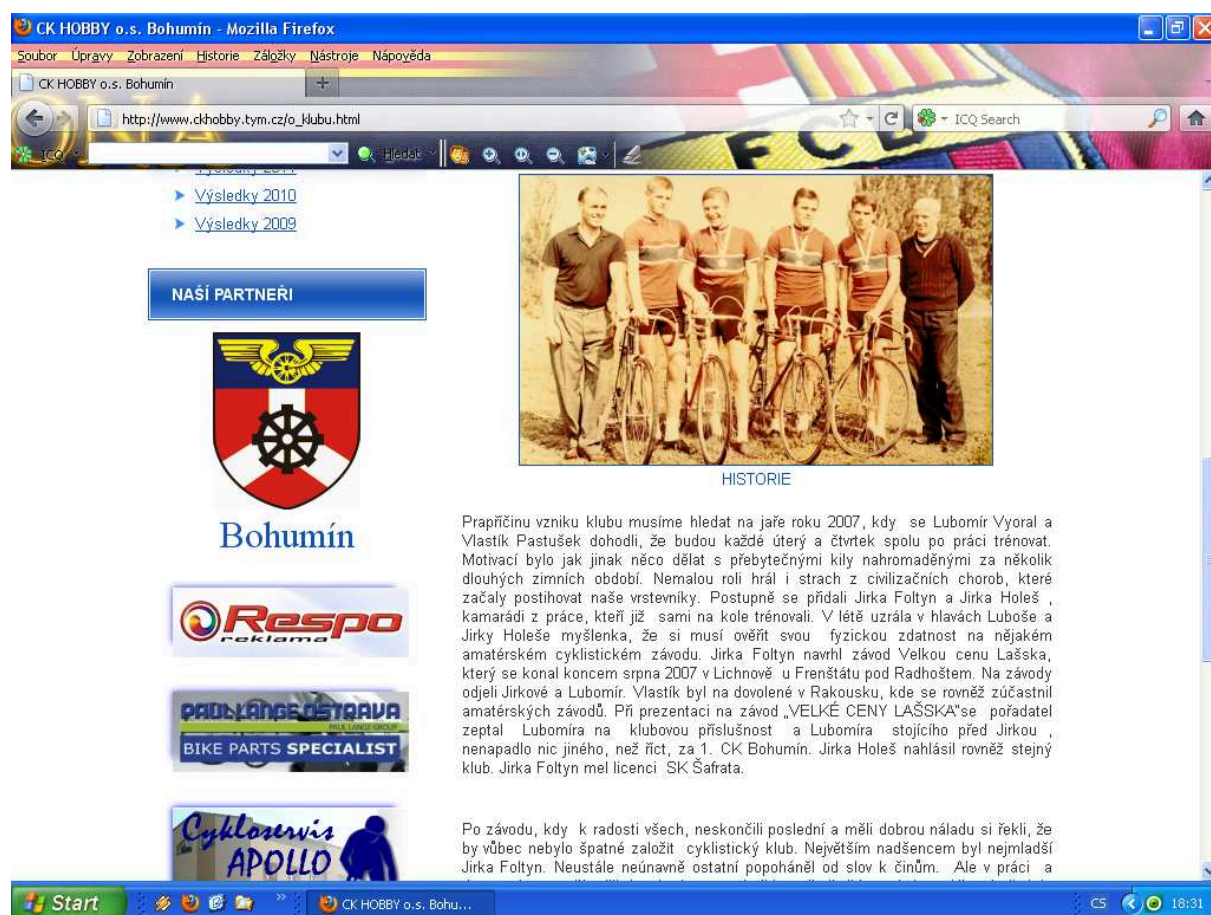 CK HOBBY o.s. Bohumín - Mozilla Firefox
Soubor Úpravy Zobrazení Historie Záložky Nástroje Nápověda
CK HOBBY o.s. Bohumín
http://www.ckhobby.tym.cz/o_klubu.html
ICQ Search
ICQ
Hledat
FCB
Výsledky 2011
Výsledky 2010
Výsledky 2009
NAŠÍ PARTNEŘI
Bohumín
Respo
reklama
PAUL LANGE OSTRAVA
PAUL LANGE GROUP
BIKE PARTS SPECIALIST
Cykloservis
APOLLO
HISTORIE
Prapříčinu vzniku klubu musíme hledat na jaře roku 2007, kdy se Lubomír Vyoral a
Vlastík Pastušek dohodli, že budou každé úterý a čtvrtek spolu po práci trénovat.
Motivací bylo jak jinak něco dělat s přebytečnými kily nahromaděnými za několik
dlouhých zimních období. Nemalou roli hrál i strach z civilizačních chorob, které
začaly postihovat naše vrstevníky. Postupně se přidali Jirka Foltyn a Jirka Holeš ,
kamarádi z práce, kteří již sami na kole trénovali. V létě uzrála v hlavách Luboše a
Jirky Holeše myšlenka, že si musí ověřit svou fyzickou zdatnost na nějakém
amatérském cyklistickém závodu. Jirka Foltyn navrhl závod Velkou cenu Lašska,
který se konal koncem srpna 2007 v Lichnově u Frenštátu pod Radhoštem. Na závody
odjeli Jirkové a Lubomír. Vlastík byl na dovolené v Rakousku, kde se rovněž zúčastnil
amatérských závodů. Při prezentaci na závod „VELKÉ CENY LAŠSKA"se pořadatel
zeptal Lubomíra na klubovou příslušnost a Lubomíra stojícího před Jirkou ,
nenapadlo nic jiného, než říct, za 1. CK Bohumín. Jirka Holeš nahlásil rovněž stejný
klub. Jirka Foltyn mel licenci SK Šafrata.
Po závodu, kdy k radosti všech, neskončili poslední a měli dobrou náladu si řekli, že
by vůbec nebylo špatné založit cyklistický klub. Největším nadšencem byl nejmladší
Jirka Foltyn. Neustále neúnavně ostatní popoháněl od slov k činům. Ale v práci a
Start
CK HOBBY o.s. Bohu...
CS
18:31